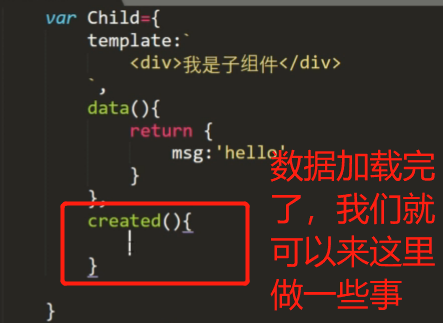 var Child={
template:`
<div>我是子组件</div>
`,
data(){
return {
msg:'hello'
}
},
created(){
}
}
数据加载完
了，我们就
可以来这里
做一些事